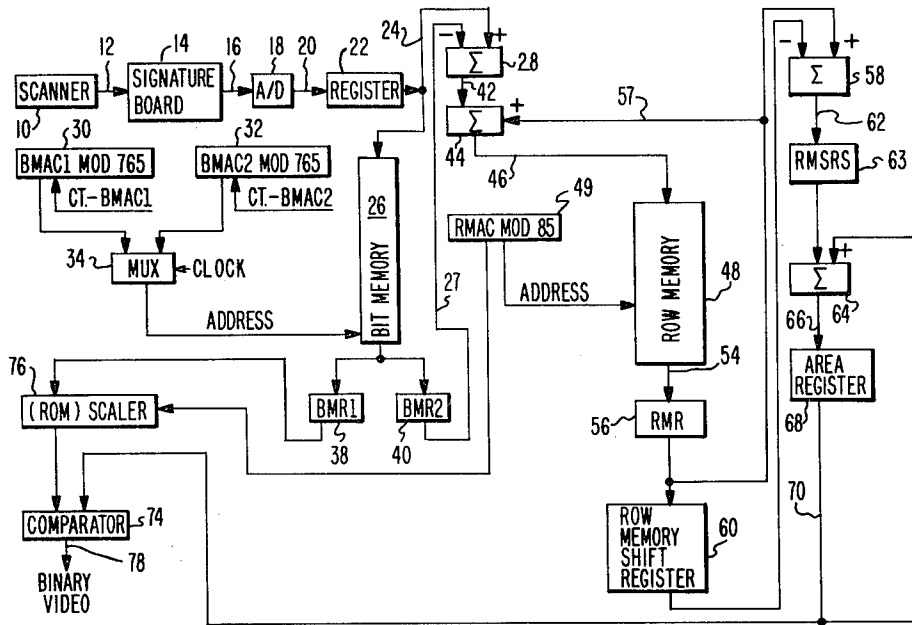 24
12
14
16
18
20
22
SCANNER
SIGNATURE
BOARD
A/D
REGISTER
−
+
Σ
28
10
42
30
32
57
+
Σ
44
46
BMAC1 MOD 765
BMAC2 MOD 765
CT.-BMAC1
CT.-BMAC2
34
MUX
CLOCK
ADDRESS
26
BIT MEMORY
27
49
RMAC MOD 85
ADDRESS
ROW MEMORY
48
54
56
RMR
−
+
Σ
58
62
RMSRS
63
+
Σ
64
66
AREA
REGISTER
68
70
76
(ROM) SCALER
BMR1
38
BMR2
40
COMPARATOR
74
78
BINARY
VIDEO
ROW
MEMORY
SHIFT
REGISTER
60